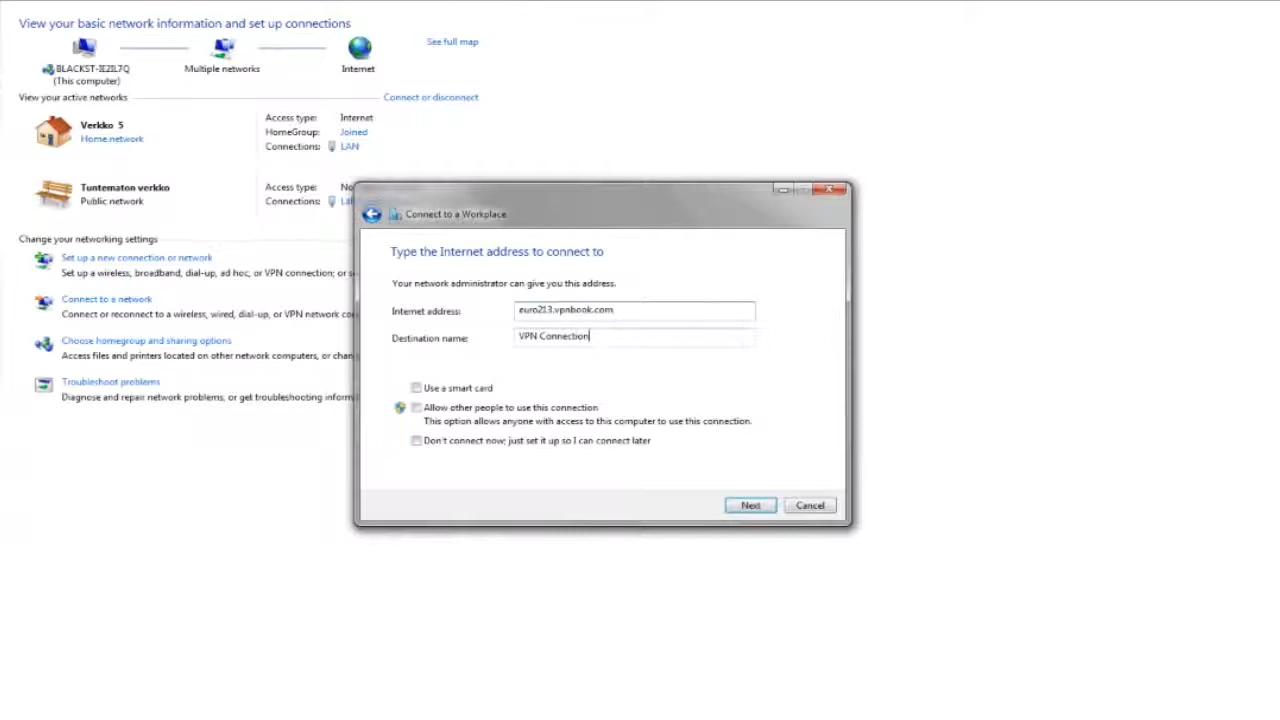 View your basic network information and set up connections
See full map
BLACKST-IE2IL7Q
(This computer)
Multiple networks
Internet
View your active networks
Connect or disconnect
Verkko 5
Home network
Access type: Internet
HomeGroup: Joined
Connections: LAN
Tuntematon verkko
Public network
Access type: No
Connections:
Change your networking settings
Set up a new connection or network
Set up a wireless, broadband, dial-up, ad hoc, or VPN connection; or
Connect to a network
Connect or reconnect to a wireless, wired, dial-up, or VPN network
Choose homegroup and sharing options
Access files and printers located on other network computers, or
Troubleshoot problems
Diagnose and repair network problems, or get troubleshooting
Connect to a Workplace
Type the Internet address to connect to
Your network administrator can give you this address.
Internet address: euro213.vpnbook.com
Destination name: VPN Connection
Use a smart card
Allow other people to use this connection
This option allows anyone with access to this computer to use this connection.
Don't connect now; just set it up so I can connect later
Next
Cancel